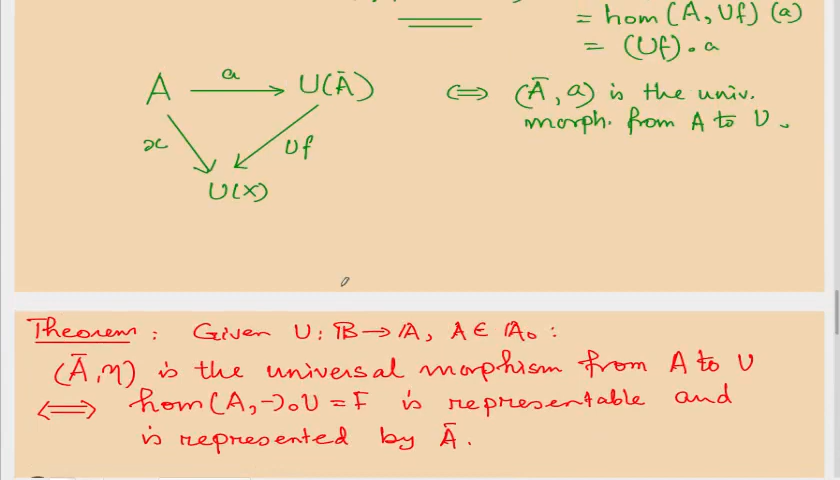 = hom (A, Uf) (a)
= (Uf) • a
A a U(Ā)
⟺ (Ā, a) is the univ.
morph. from A to U.
x Uf
U(X)
Theorem : Given U : 𝔹 → 𝔸, A ∈ 𝔸₀ :
(Ā, η) is the universal morphism from A to U
⟺ hom(A, -) ∘ U = F is representable and
is represented by Ā.